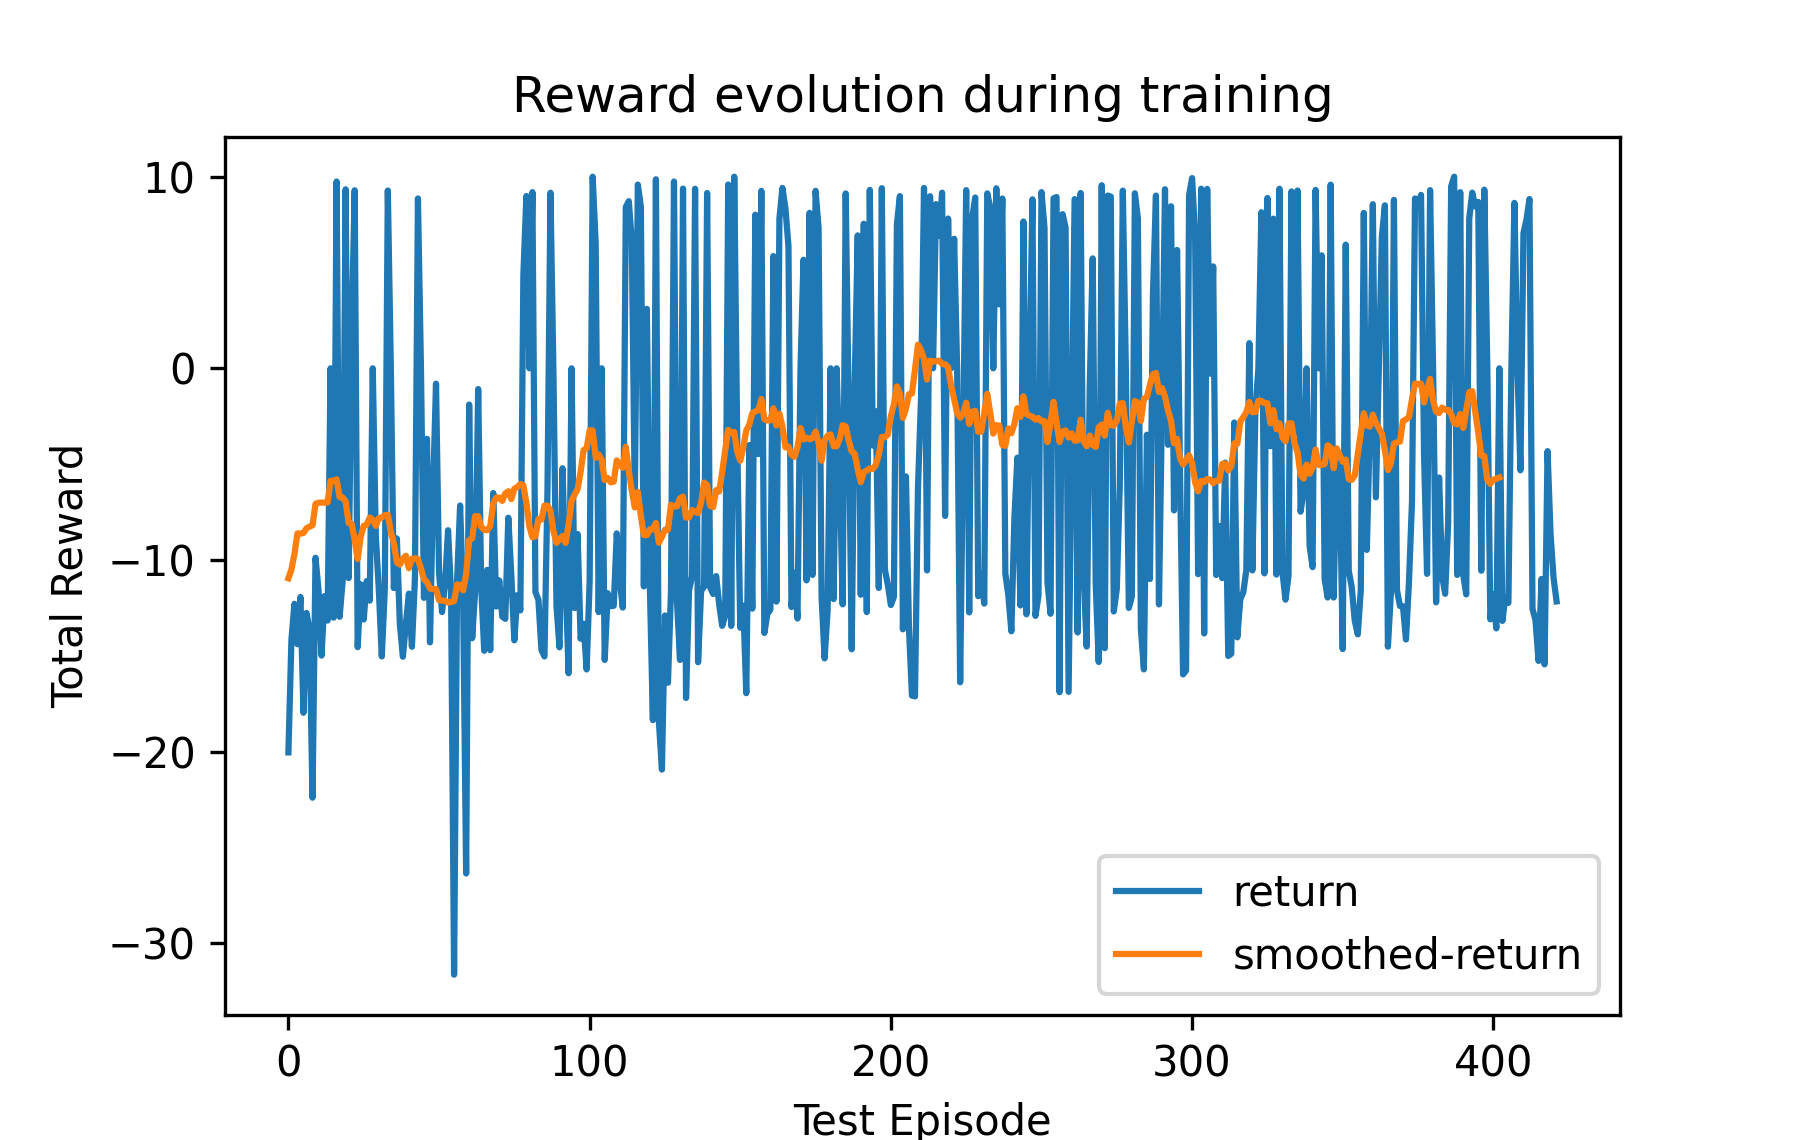 Reward evolution during training
Total Reward
10
0
−10
−20
−30
return
smoothed-return
0 100 200 300 400
Test Episode